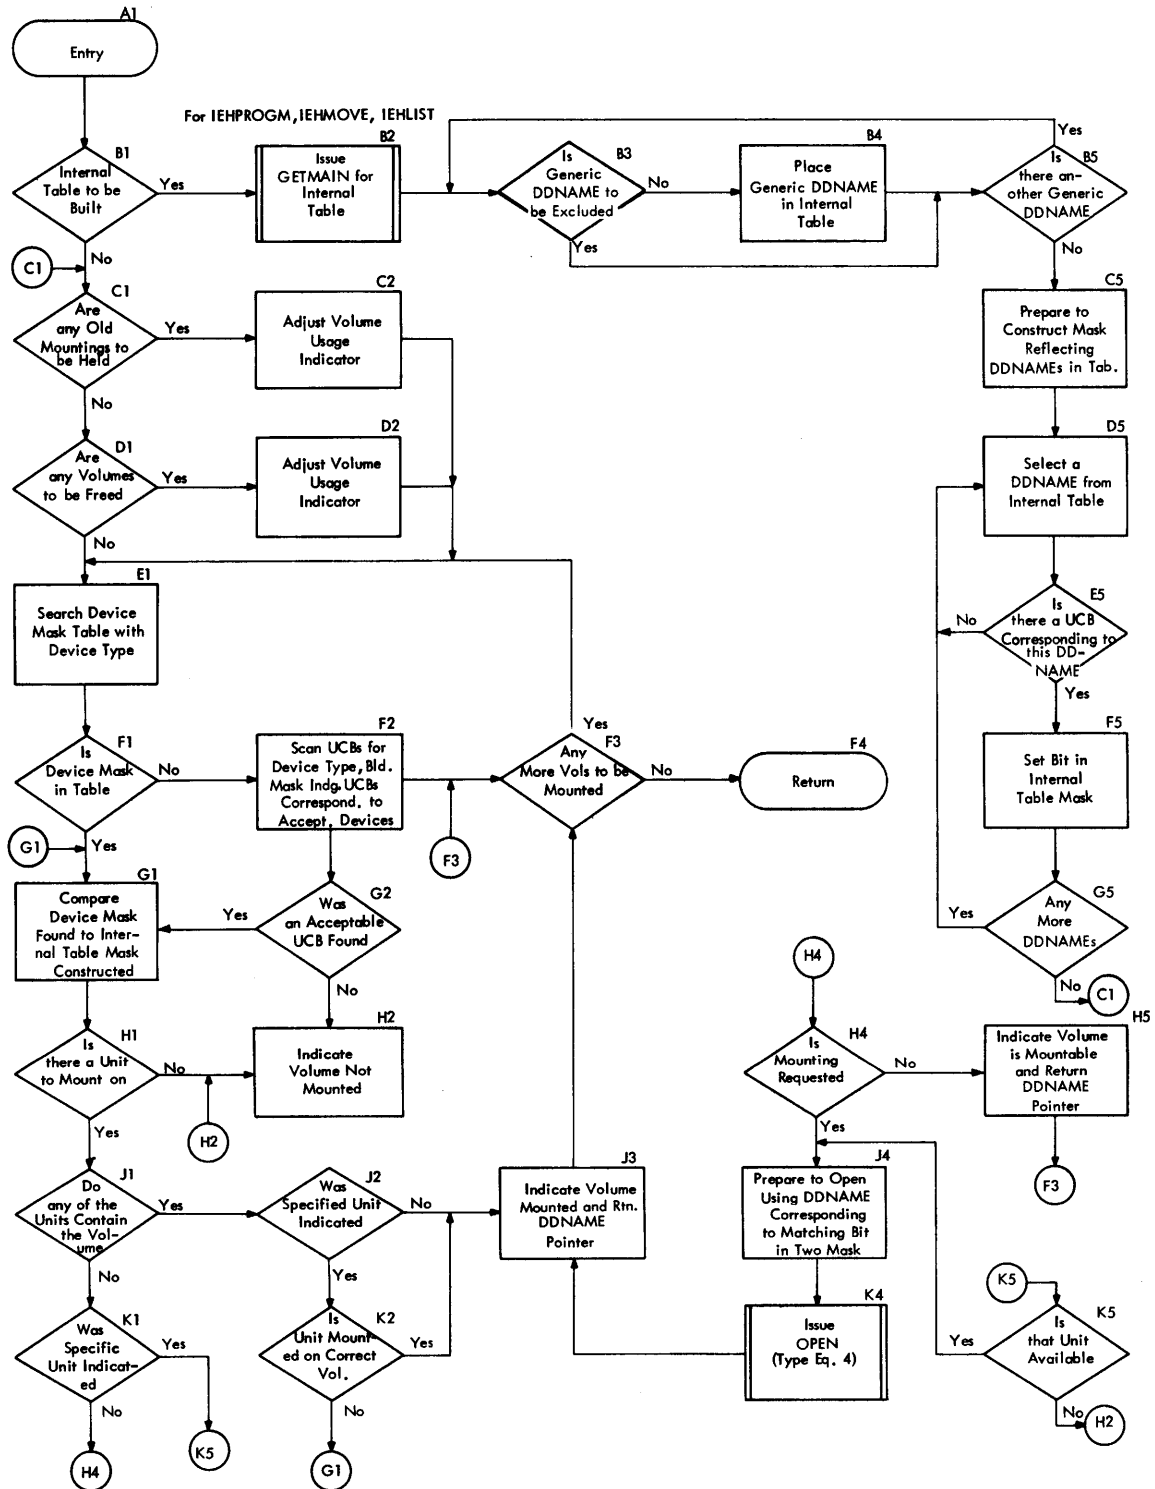 A1
Entry
For IEHPROGM, IEHMOVE, IEHLIST
B1
Internal
Table to be
Built
Yes
No
B2
Issue
GETMAIN for
Internal
Table
B3
Is
Generic
DDNAME to
be Excluded
No
Yes
B4
Place
Generic DDNAME
in Internal
Table
Yes
B5
Is
there an-
other Generic
DDNAME
No
C1
C1
Are
any Old
Mountings to
be Held
Yes
No
C2
Adjust Volume
Usage
Indicator
C5
Prepare to
Construct Mask
Reflecting
DDNAMEs in Tab.
D1
Are
any Volumes
to be Freed
Yes
No
D2
Adjust Volume
Usage
Indicator
D5
Select a
DDNAME from
Internal Table
E1
Search Device
Mask Table with
Device Type
E5
Is
there a UCB
Corresponding to
this DD-
NAME
No
Yes
F1
Is
Device Mask
in Table
No
Yes
F2
Scan UCBs for
Device Type, Bld.
Mask Indg. UCBs
Correspond. to
Accept. Devices
F3
Yes
F3
Any
More Vols to be
Mounted
No
F4
Return
F5
Set Bit in
Internal
Table Mask
G1
G1
Compare
Device Mask
Found to Inter-
nal Table Mask
Constructed
G2
Was
an Acceptable
UCB Found
Yes
No
G5
Any
More
DDNAMEs
Yes
No
C1
H1
Is
there a Unit
to Mount on
No
Yes
H2
H2
Indicate
Volume Not
Mounted
H4
H4
Is
Mounting
Requested
No
Yes
H5
Indicate Volume
is Mountable
and Return
DDNAME
Pointer
F3
J1
Do
any of the
Units Contain
the Vol-
ume
Yes
No
J2
Was
Specified Unit
Indicated
No
Yes
J3
Indicate Volume
Mounted and Rtn.
DDNAME
Pointer
J4
Prepare to Open
Using DDNAME
Corresponding
to Matching Bit
in Two Mask
K1
Was
Specific
Unit Indicat-
ed
Yes
No
K5
H4
K2
Is
Unit Mount-
ed on Correct
Vol.
Yes
No
G1
K4
Issue
OPEN
(Type Eq. 4)
K5
K5
Is
that Unit
Available
Yes
No
H2